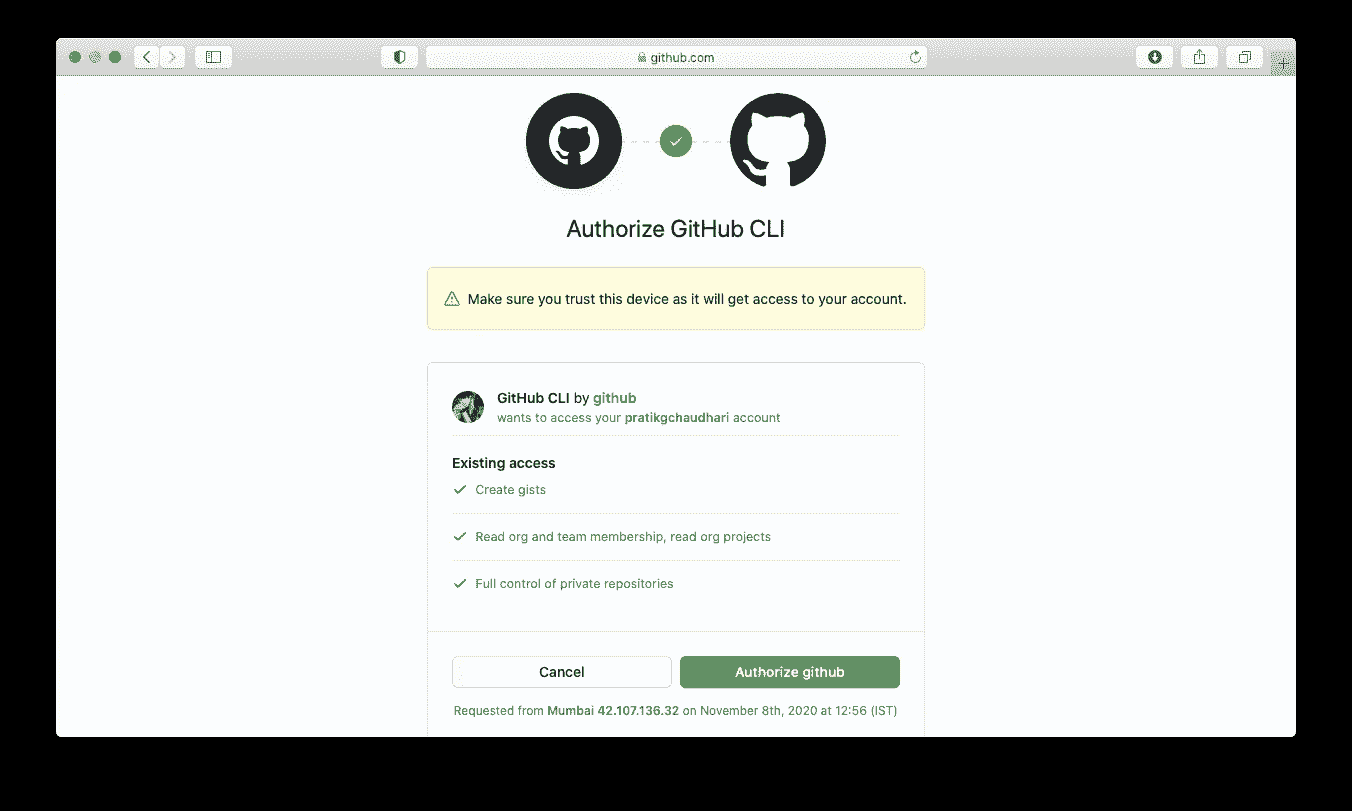 github.com
Authorize GitHub CLI
Make sure you trust this device as it will get access to your account.
GitHub CLI by github
wants to access your pratikgchaudhari account
Existing access
Create gists
Read org and team membership, read org projects
Full control of private repositories
Cancel
Authorize github
Requested from Mumbai 42.107.136.32 on November 8th, 2020 at 12:56 (IST)